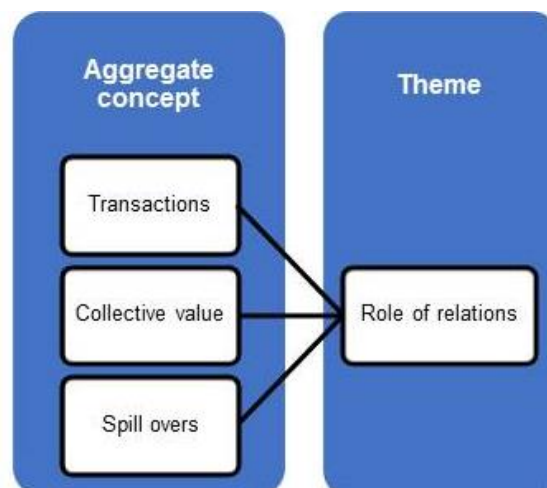 Aggregate
concept
Transactions
Collective value
Spill overs
Theme
Role of relations